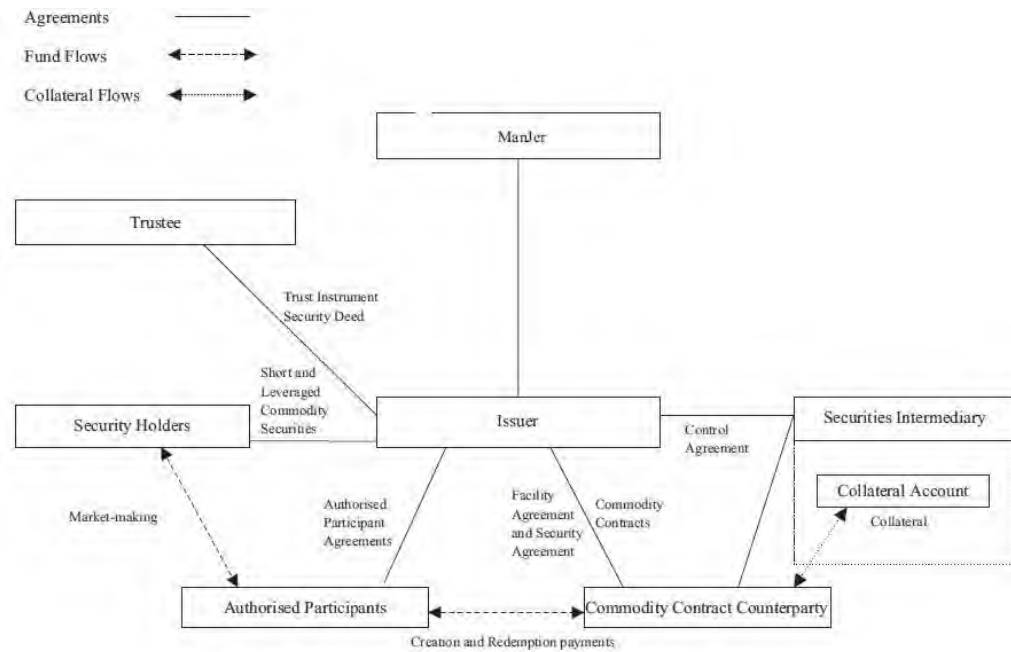 Agreements
Fund Flows
Collateral Flows
ManJer
Trustee
Trust Instrument
Security Deed
Short and
Leveraged
Commodity
Securities
Security Holders
Issuer
Control
Agreement
Securities Intermediary
Collateral Account
Collateral
Market-making
Authorised
Participant
Agreements
Facility
Agreement
and Security
Agreement
Commodity
Contracts
Authorised Participants
Commodity Contract Counterparty
Creation and Redemption payments